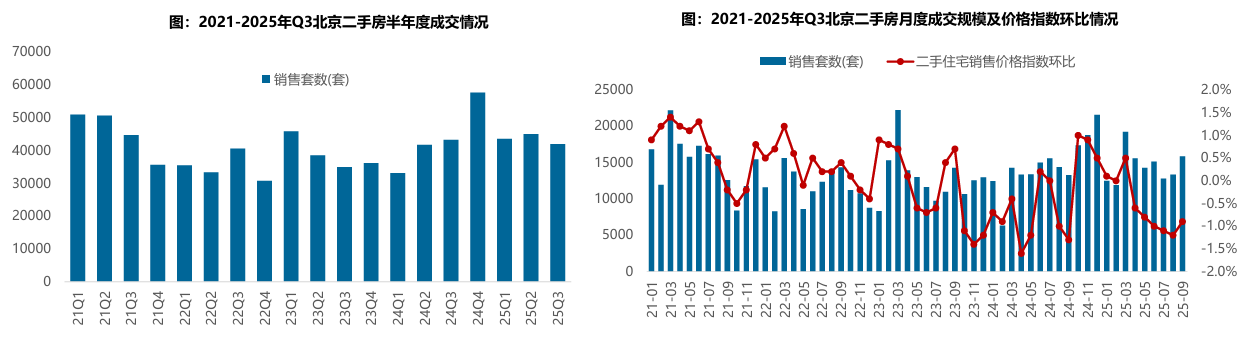 图：2021-2025年Q3北京二手房半年度成交情况
70000
60000
50000
40000
30000
20000
10000
0
销售套数(套)
21Q1
21Q2
21Q3
21Q4
22Q1
22Q2
22Q3
22Q4
23Q1
23Q2
23Q3
23Q4
24Q1
24Q2
24Q3
24Q4
25Q1
25Q2
25Q3
图：2021-2025年Q3北京二手房月度成交规模及价格指数环比情况
销售套数(套)
二手住宅销售价格指数环比
25000
20000
15000
10000
5000
0
2.0%
1.5%
1.0%
0.5%
0.0%
-0.5%
-1.0%
-1.5%
-2.0%
21-01
21-03
21-05
21-07
21-09
21-11
22-01
22-03
22-05
22-07
22-09
22-11
23-01
23-03
23-05
23-07
23-09
23-11
24-01
24-03
24-05
24-07
24-09
24-11
25-01
25-03
25-05
25-07
25-09